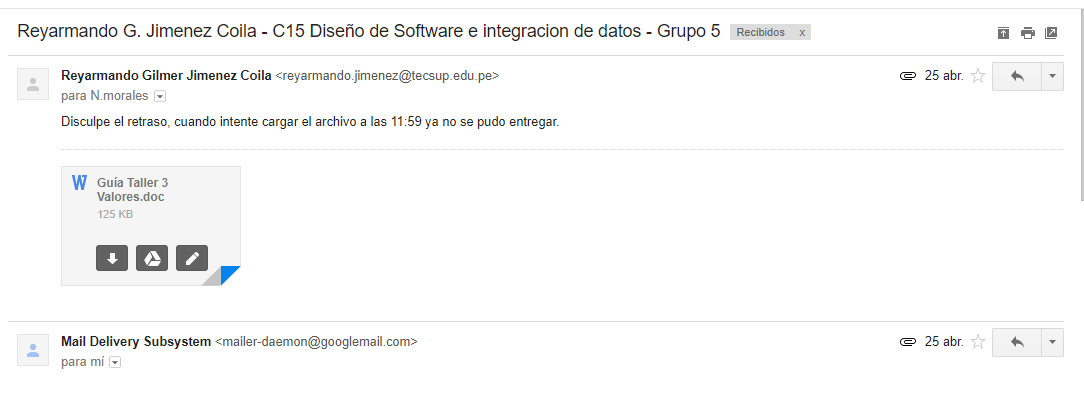 Reyarmando G. Jimenez Coila - C15 Diseño de Software e integracion de datos - Grupo 5 Recibidos x
Reyarmando Gilmer Jimenez Coila <reyarmando.jimenez@tecsup.edu.pe> 25 abr.
para N.morales
Disculpe el retraso, cuando intente cargar el archivo a las 11:59 ya no se pudo entregar.
W Guía Taller 3
Valores.doc
125 KB
Mail Delivery Subsystem <mailer-daemon@googlemail.com> 25 abr.
para mí